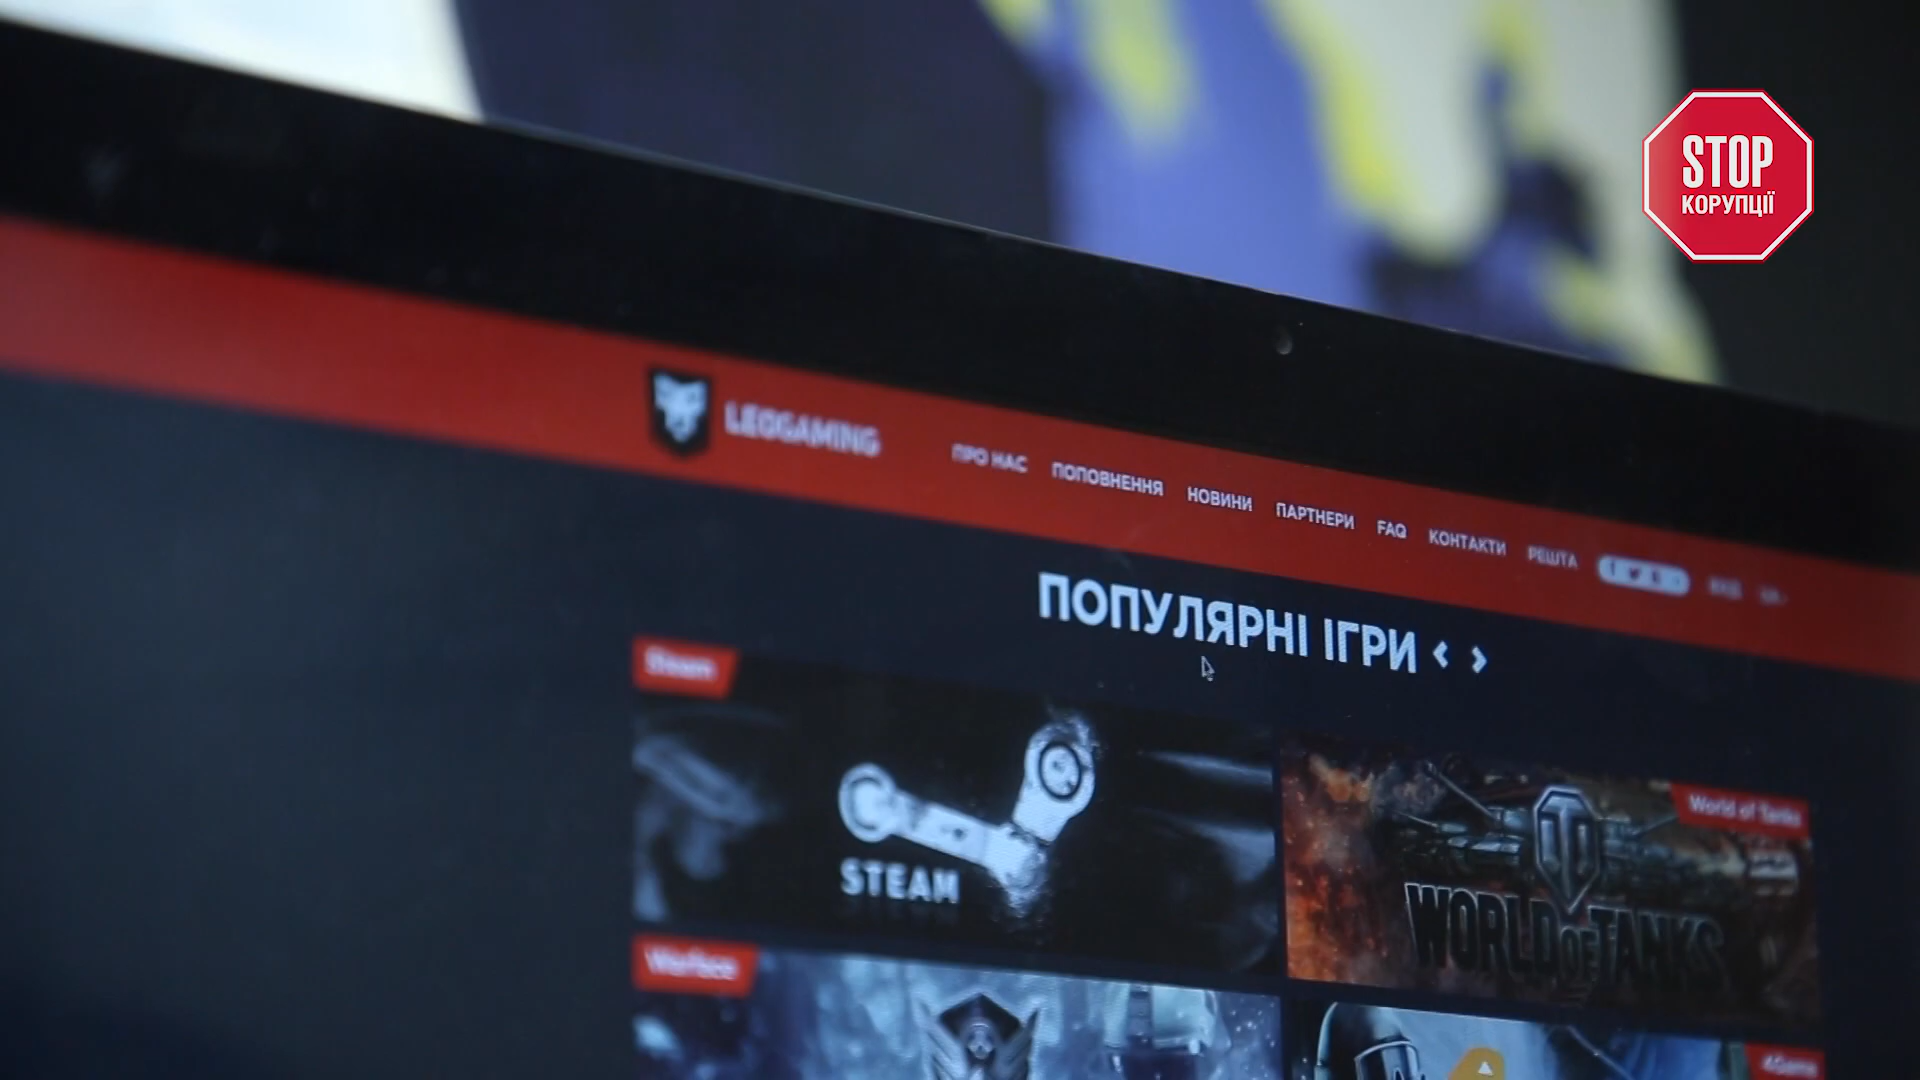 STOP
КОРУПЦІЇ
LEOGAMING
ПРО НАС ПОПОВНЕННЯ НОВИНИ ПАРТНЕРИ FAQ КОНТАКТИ РЕШТА
ПОПУЛЯРНІ ІГРИ
Steam
STEAM
World of Tanks
WORLD OF TANKS
Warface
4Game